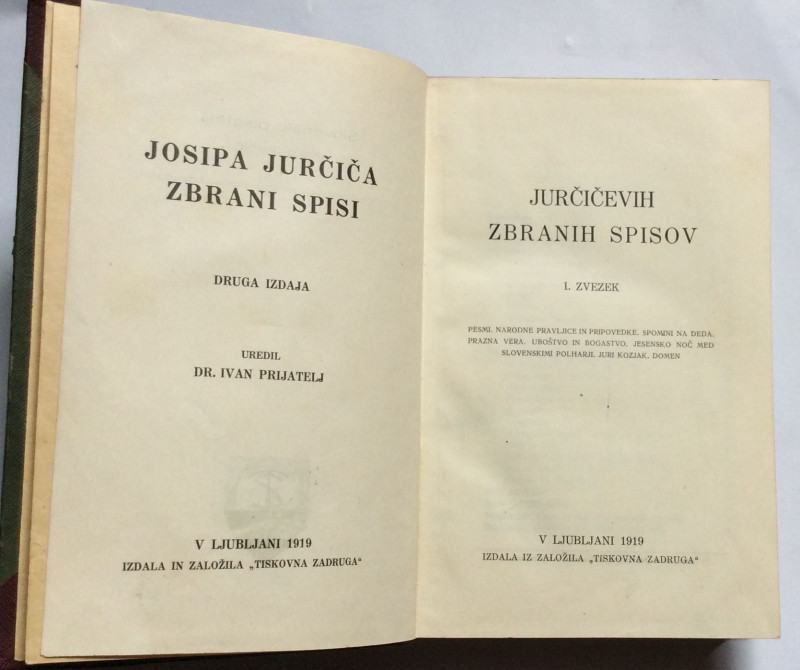 JOSIPA JURČIČA
ZBRANI SPISI
DRUGA IZDAJA
UREDIL
DR. IVAN PRIJATELJ
V LJUBLJANI 1919
IZDALA IN ZALOŽILA „TISKOVNA ZADRUGA“
JURČIČEVIH
ZBRANIH SPISOV
I. ZVEZEK
PESMI, NARODNE PRAVLJICE IN PRIPOVEDKE, SPOMINI NA DEDA,
PRAZNA VERA, UBOŠTVO IN BOGASTVO, JESENSKO NOČ MED
SLOVENSKIMI POLHARJI, JURI KOZJAK, DOMEN
V LJUBLJANI 1919
IZDALA IZ ZALOŽILA „TISKOVNA ZADRUGA“